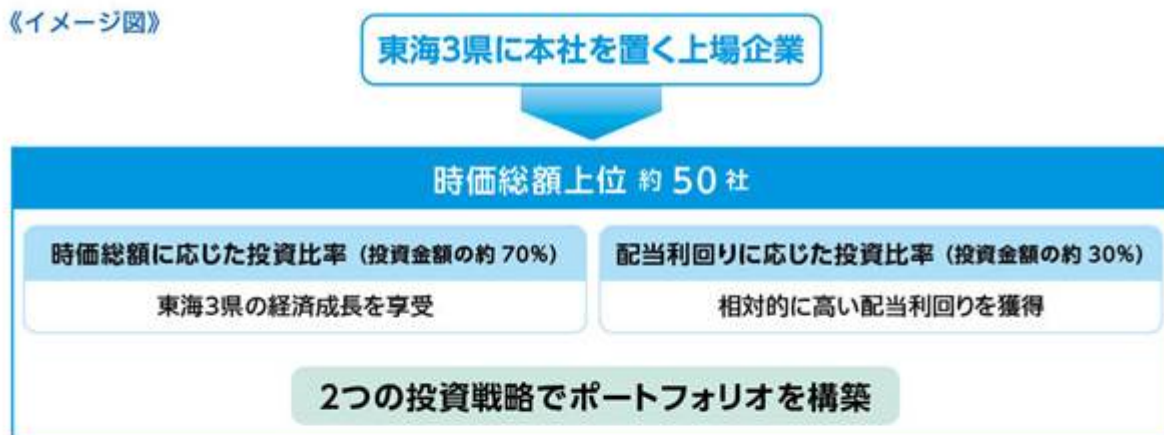 《イメージ図》
東海3県に本社を置く上場企業
時価総額上位 約 50 社
時価総額に応じた投資比率（投資金額の約 70%）
東海3県の経済成長を享受
配当利回りに応じた投資比率（投資金額の約 30%）
相対的に高い配当利回りを獲得
2つの投資戦略でポートフォリオを構築